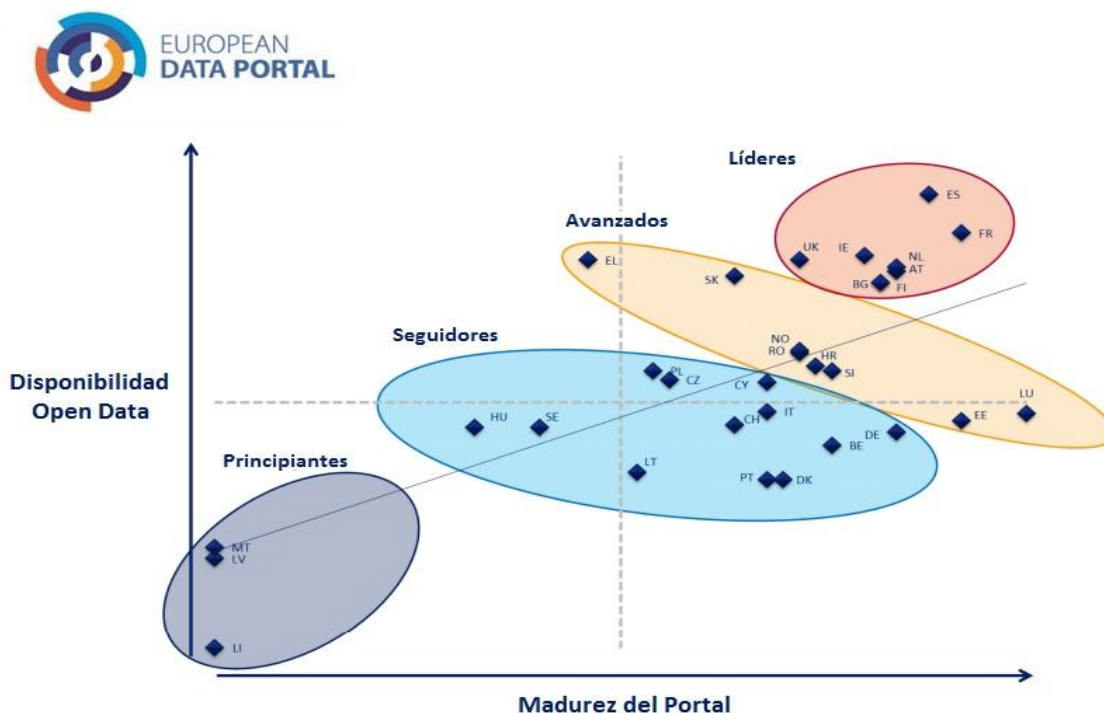 EUROPEAN
DATA PORTAL
Líderes
ES
Avanzados
FR
UK
IE
EL
NL
AT
SK
BG
FI
Seguidores
NO
RO
HR
PL
SI
CZ
CY
Disponibilidad
Open Data
LU
IT
HU
SE
CH
EE
DE
BE
Principiantes
LT
PT
DK
MT
LV
LI
Madurez del Portal